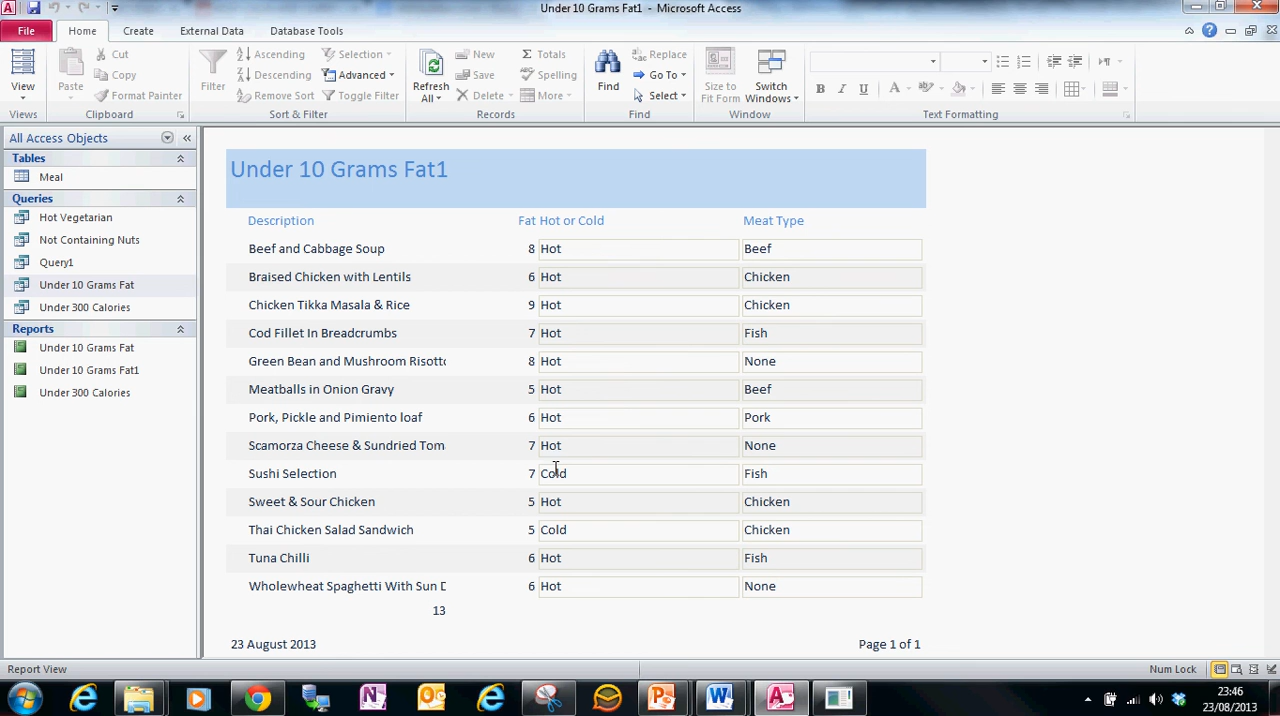 Under 10 Grams Fat1 - Microsoft Access
File Home Create External Data Database Tools
View
Views
Paste
Cut
Copy
Format Painter
Clipboard
Filter
Ascending
Descending
Remove Sort
Selection
Advanced
Toggle Filter
Sort & Filter
Refresh
All
New
Save
Delete
Totals
Spelling
More
Records
Find
Replace
Go To
Select
Find
Size to
Fit Form
Switch
Windows
Window
B I U A ab
Text Formatting
All Access Objects
Tables
Meal
Queries
Hot Vegetarian
Not Containing Nuts
Query1
Under 10 Grams Fat
Under 300 Calories
Reports
Under 10 Grams Fat
Under 10 Grams Fat1
Under 300 Calories
Under 10 Grams Fat1
Description Fat Hot or Cold Meat Type
Beef and Cabbage Soup 8 Hot Beef
Braised Chicken with Lentils 6 Hot Chicken
Chicken Tikka Masala & Rice 9 Hot Chicken
Cod Fillet In Breadcrumbs 7 Hot Fish
Green Bean and Mushroom Risotto 8 Hot None
Meatballs in Onion Gravy 5 Hot Beef
Pork, Pickle and Pimiento loaf 6 Hot Pork
Scamorza Cheese & Sundried Tom 7 Hot None
Sushi Selection 7 Cold Fish
Sweet & Sour Chicken 5 Hot Chicken
Thai Chicken Salad Sandwich 5 Cold Chicken
Tuna Chilli 6 Hot Fish
Wholewheat Spaghetti With Sun D 6 Hot None
13
23 August 2013 Page 1 of 1
Report View Num Lock
23:46
23/08/2013